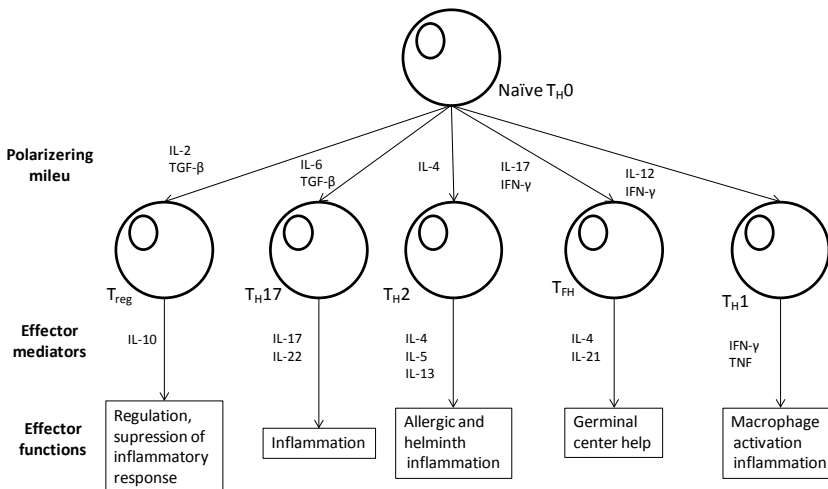 Naïve TH0
Polarizering
mileu
IL-2
TGF-β
IL-6
TGF-β
IL-4
IL-17
IFN-γ
IL-12
IFN-γ
Treg
TH17
TH2
TFH
TH1
Effector
mediators
IL-10
IL-17
IL-22
IL-4
IL-5
IL-13
IL-4
IL-21
IFN-γ
TNF
Effector
functions
Regulation,
supression of
inflammatory
response
Inflammation
Allergic and
helminth
inflammation
Germinal
center help
Macrophage
activation
inflammation